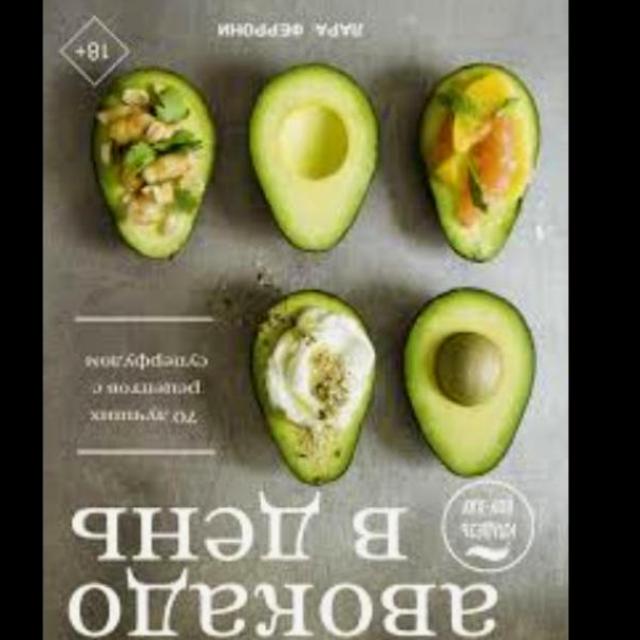 авокадо
в день
70 лучших
рецептов с
суперфудом
ЛАРА ФЕРРОНИ
18+